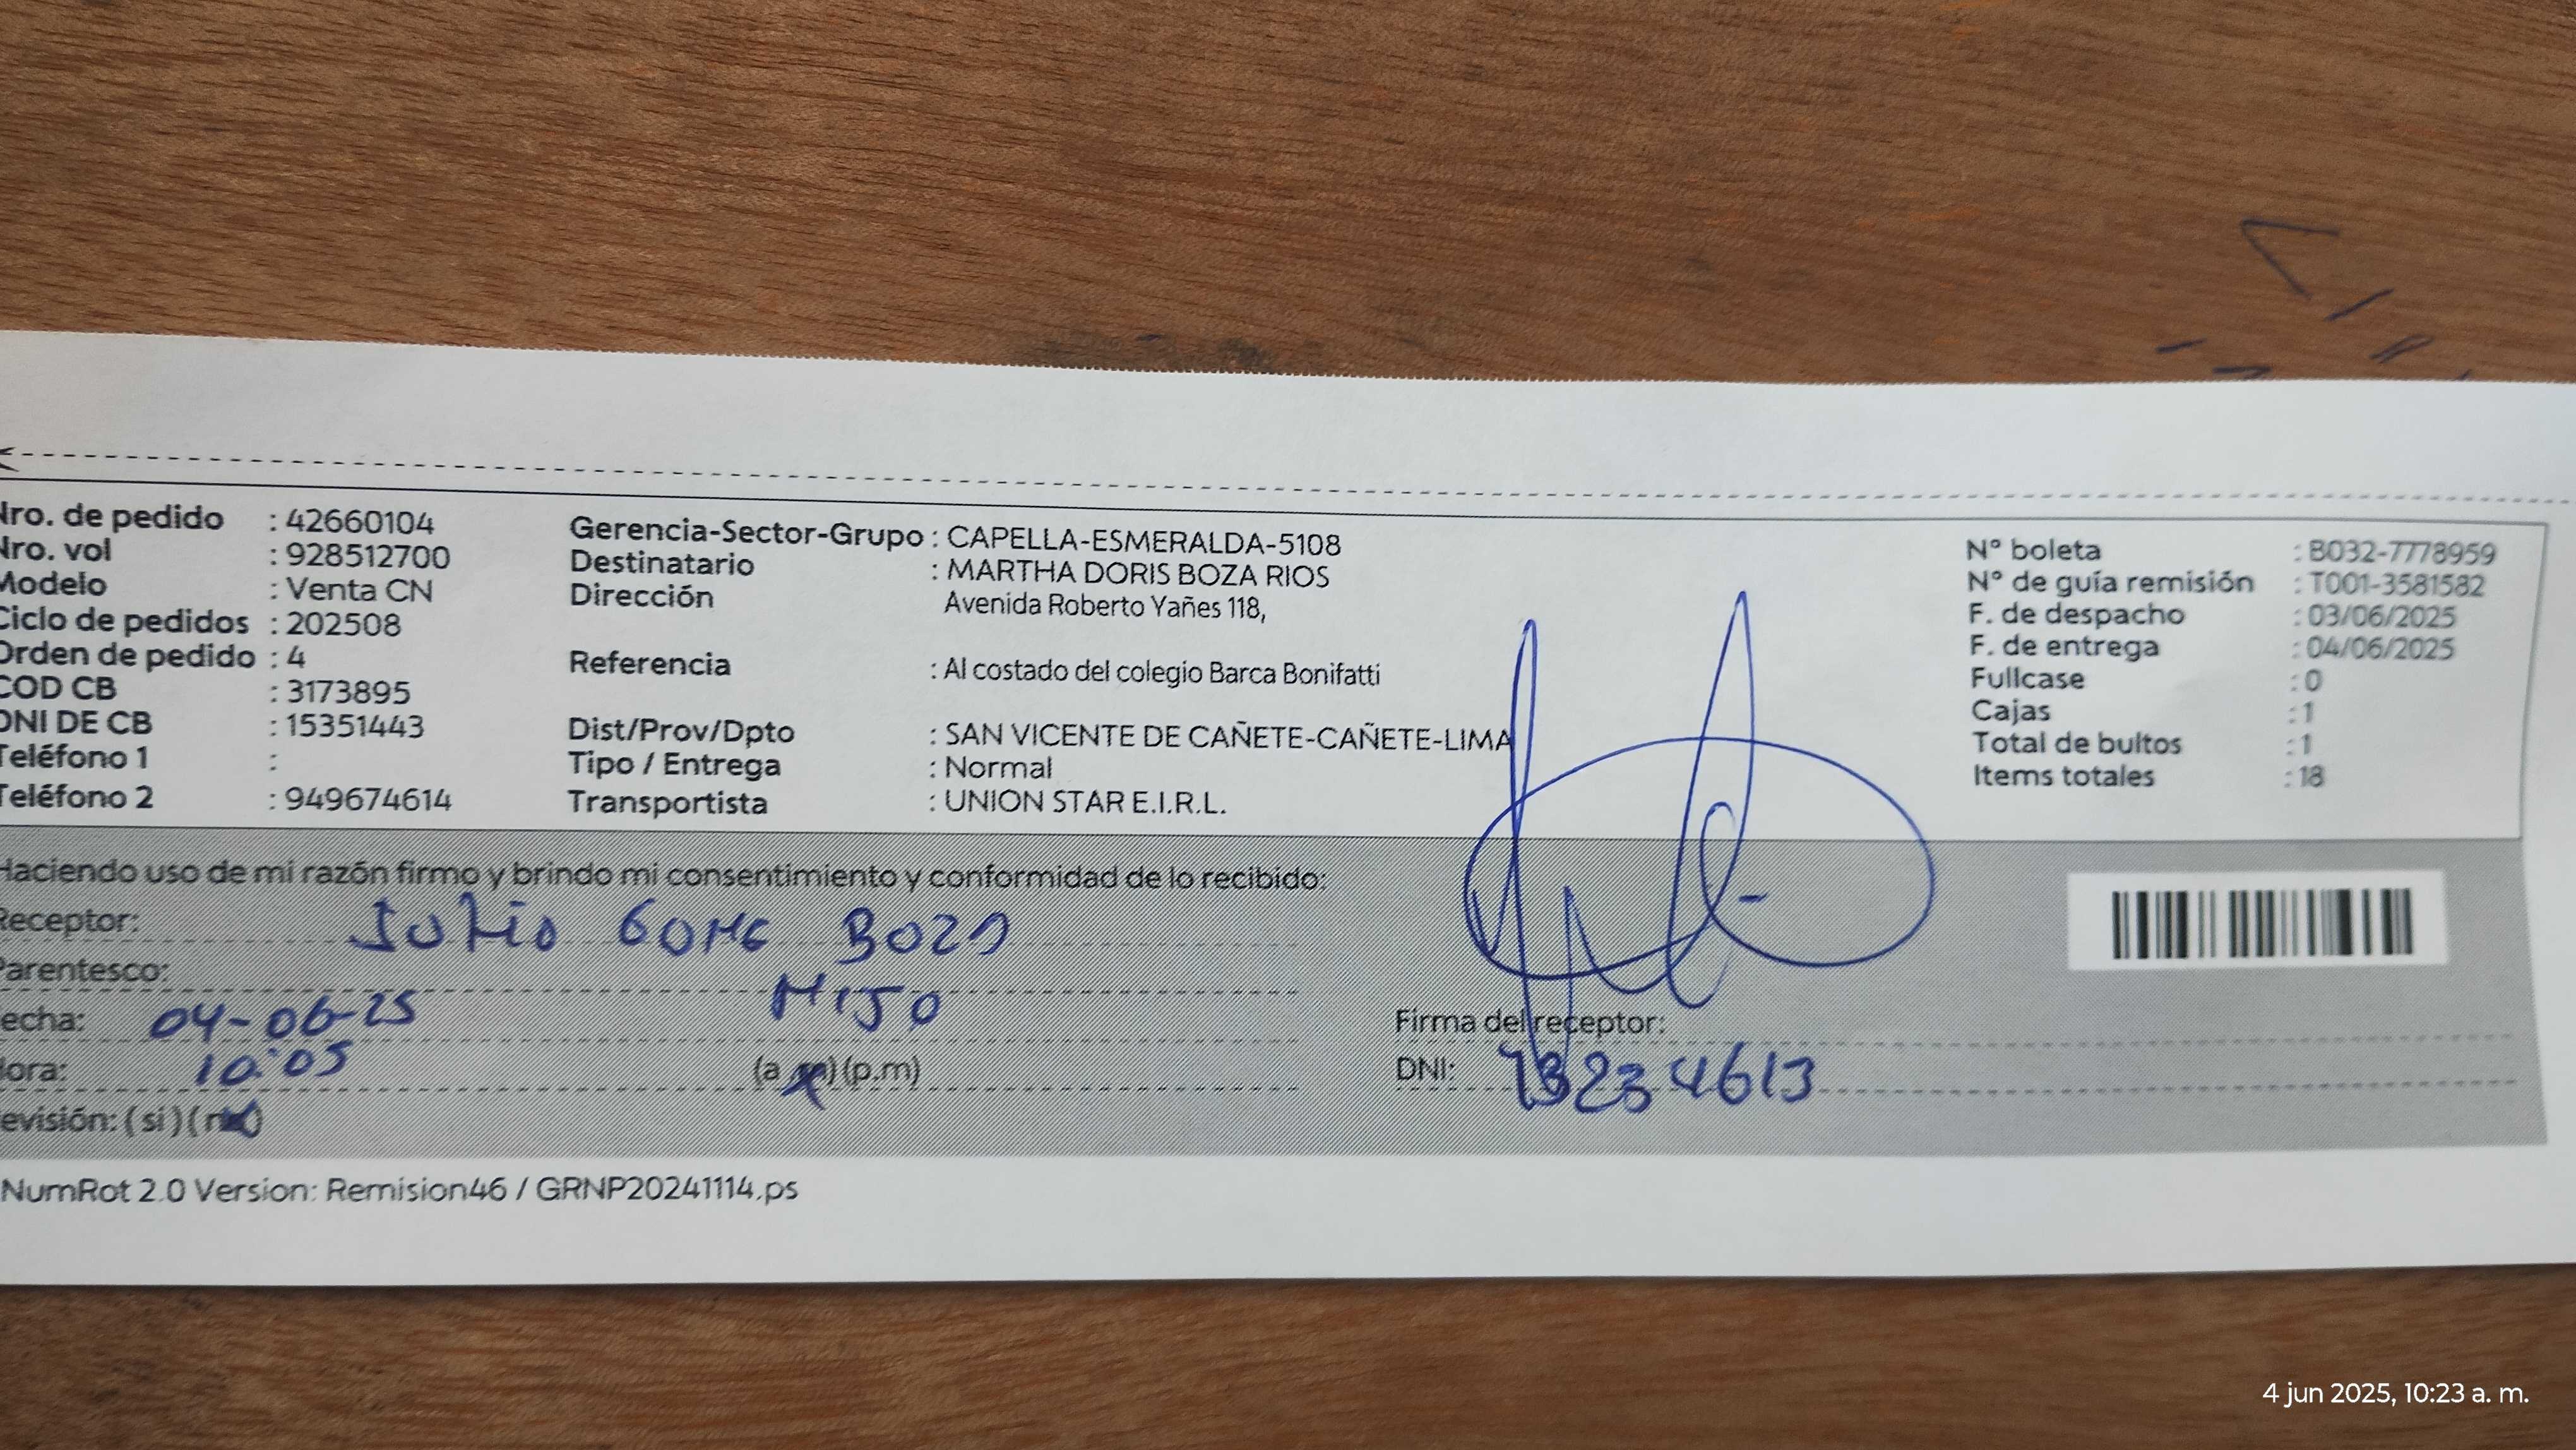 Nro. de pedido : 42660104
Nro. vol : 928512700
Modelo : Venta CN
Ciclo de pedidos : 202508
Orden de pedido : 4
COD CB : 3173895
DNI DE CB : 15351443
Teléfono 1 :
Teléfono 2 : 949674614
Gerencia-Sector-Grupo : CAPELLA-ESMERALDA-5108
Destinatario : MARTHA DORIS BOZA RIOS
Dirección Avenida Roberto Yañes 118,
Referencia : Al costado del colegio Barca Bonifatti
Dist/Prov/Dpto : SAN VICENTE DE CAÑETE-CAÑETE-LIMA
Tipo / Entrega : Normal
Transportista : UNION STAR E.I.R.L.
N° boleta : B032-7778959
N° de guía remisión : T001-3581582
F. de despacho : 03/06/2025
F. de entrega : 04/06/2025
Fullcase : 0
Cajas : 1
Total de bultos : 1
Items totales : 18
Haciendo uso de mi razón firmo y brindo mi consentimiento y conformidad de lo recibido:
Receptor: Julio BOZA
Parentesco: HIJO
Fecha: 04-06-25
Hora: 10:05 (a.m) (p.m)
Revisión: (si) (no)
Firma del receptor:
DNI: 73234613
NumRot 2.0 Version: Remision46 / GRNP20241114.ps
4 jun 2025, 10:23 a. m.